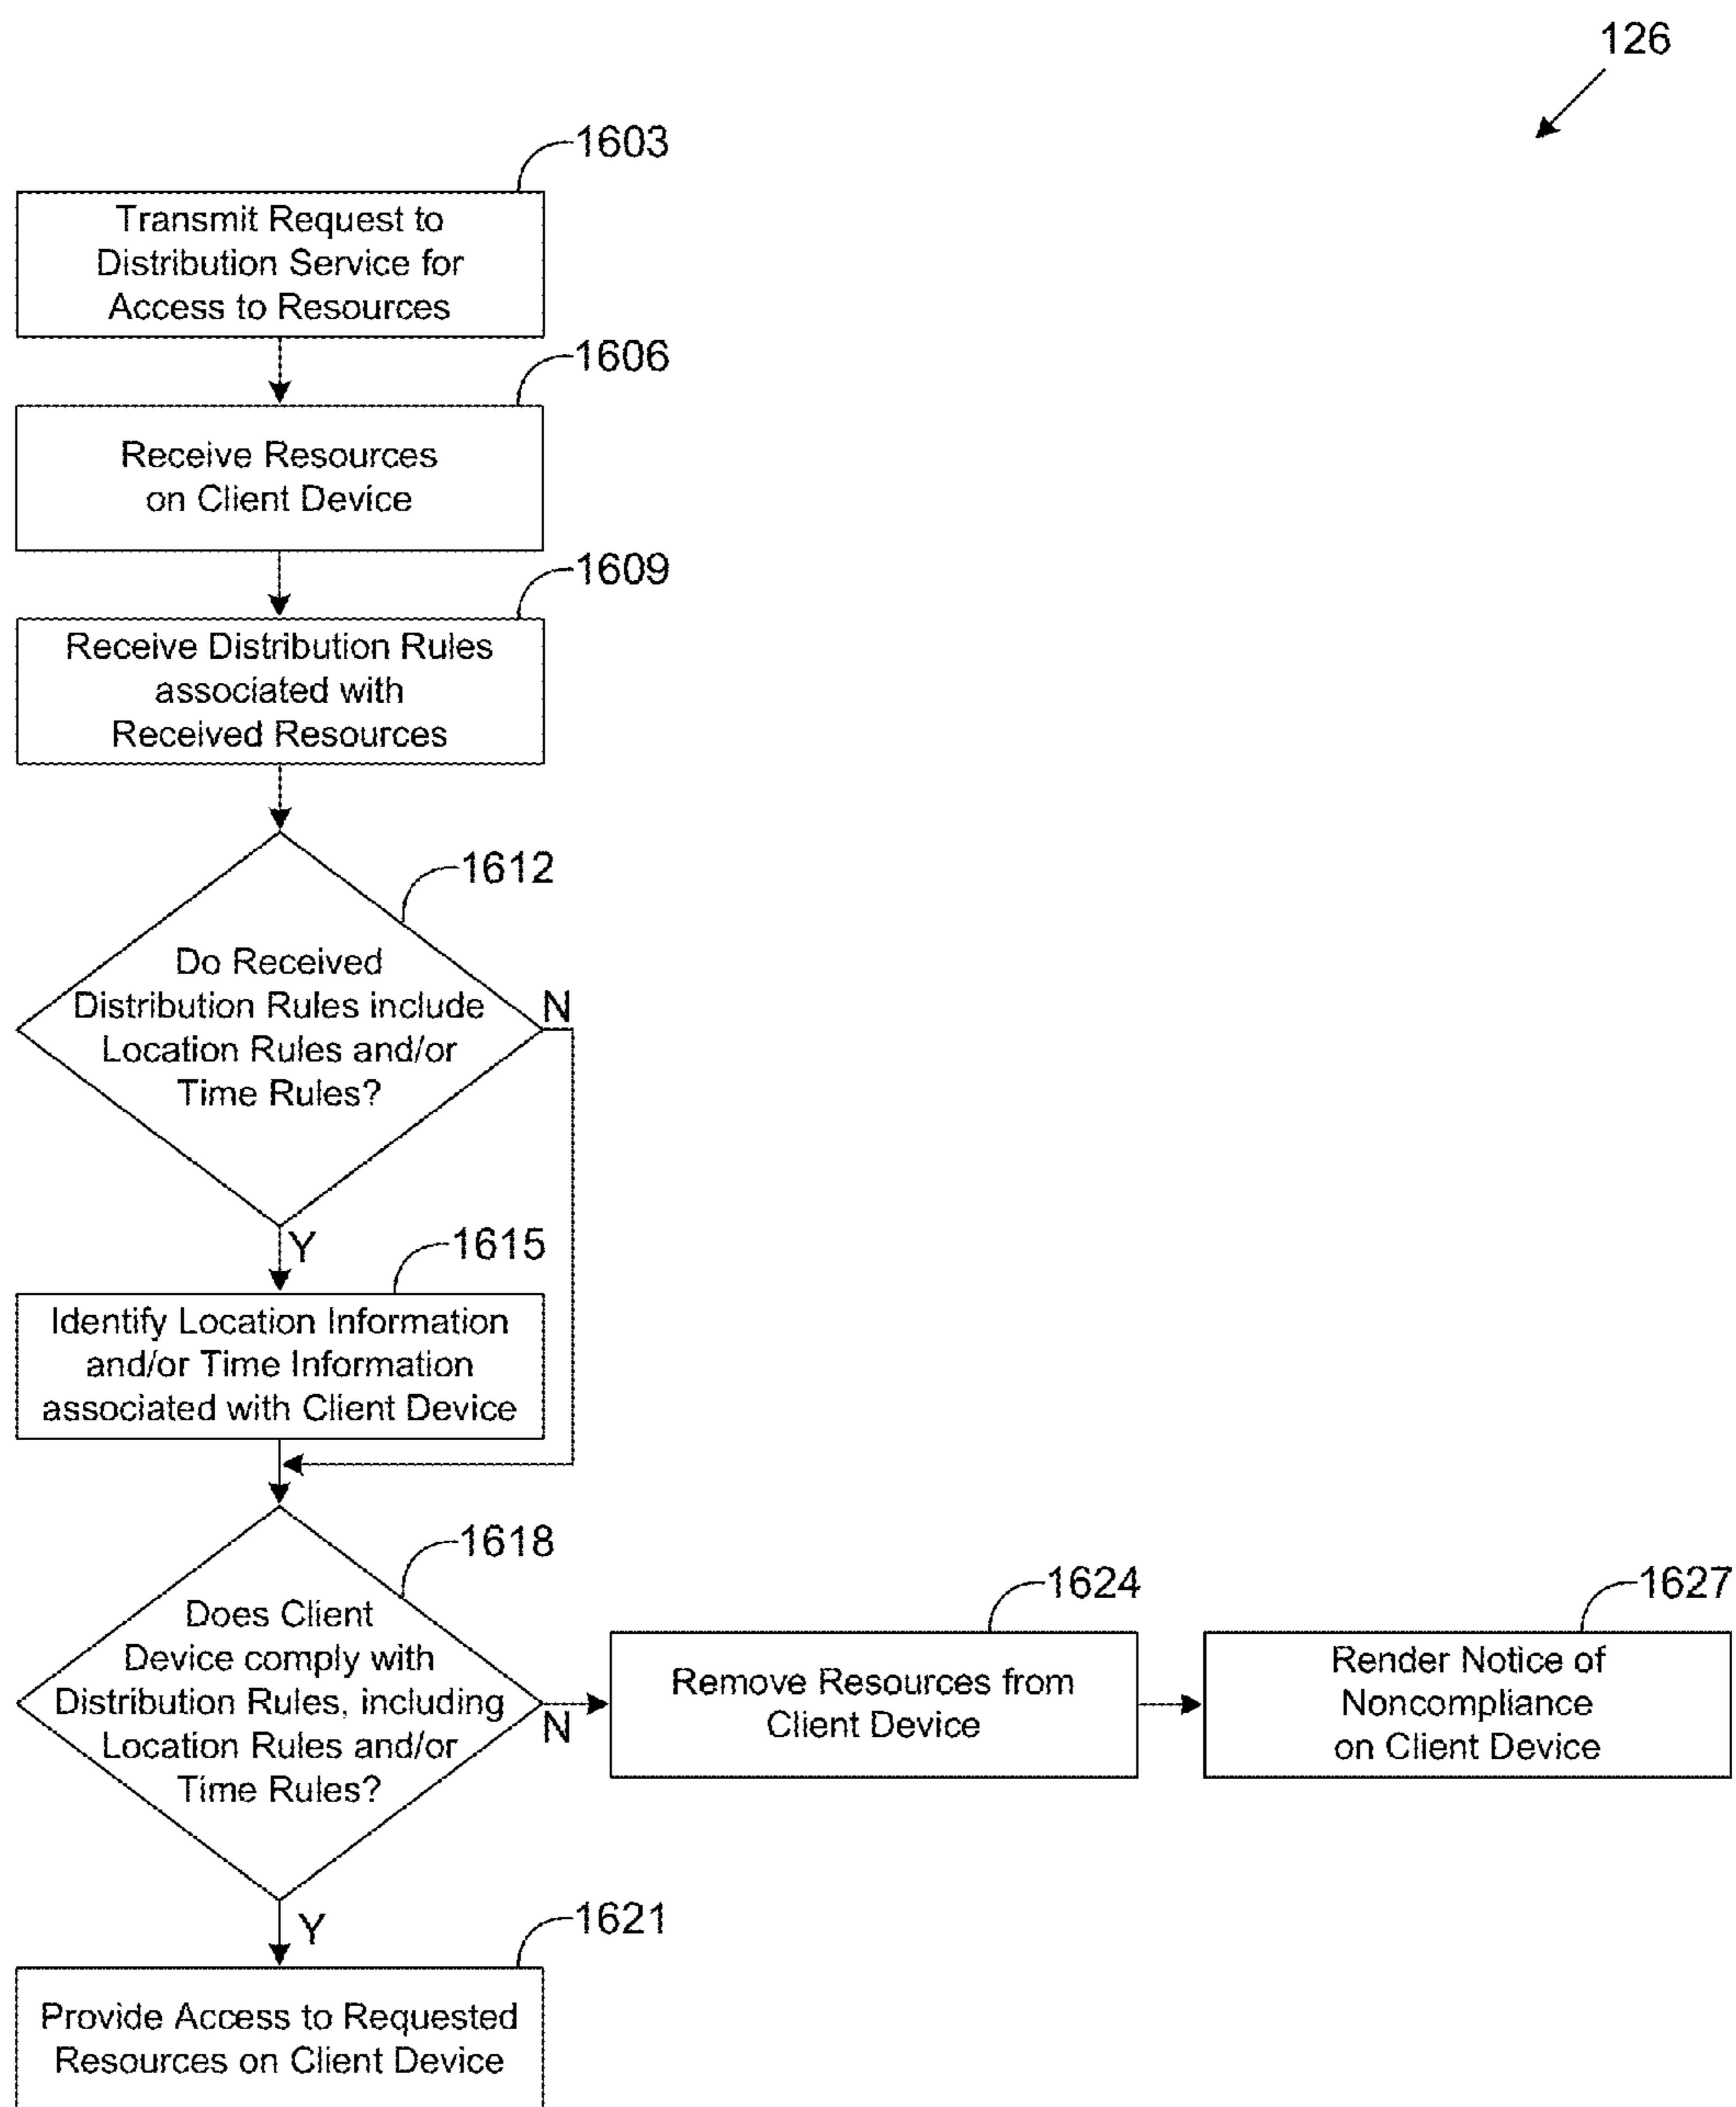 126
1603
Transmit Request to
Distribution Service for
Access to Resources
1606
Receive Resources
on Client Device
1609
Receive Distribution Rules
associated with
Received Resources
1612
Do Received
Distribution Rules include
Location Rules and/or
Time Rules?
N
Y
1615
Identify Location Information
and/or Time Information
associated with Client Device
1618
Does Client
Device comply with
Distribution Rules, including
Location Rules and/or
Time Rules?
N
1624
Remove Resources from
Client Device
1627
Render Notice of
Noncompliance
on Client Device
Y
1621
Provide Access to Requested
Resources on Client Device